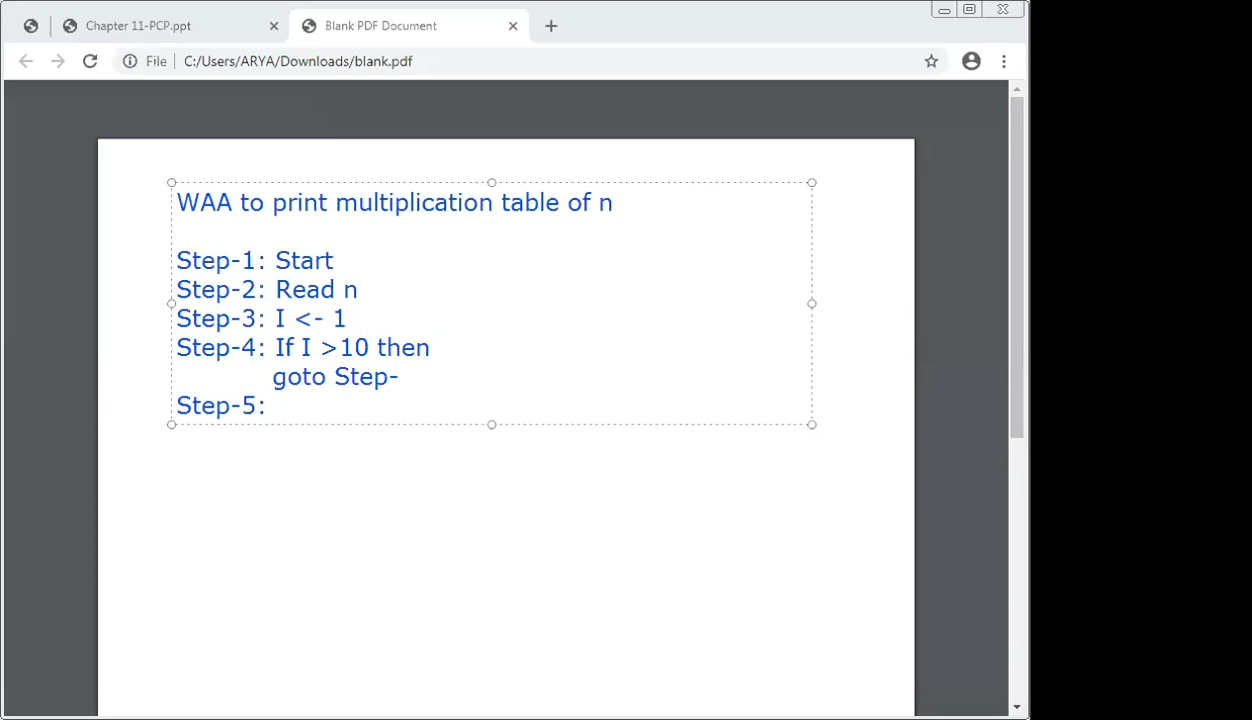 Chapter 11-PCP.ppt
Blank PDF Document
File
C:/Users/ARYA/Downloads/blank.pdf
WAA to print multiplication table of n
Step-1: Start
Step-2: Read n
Step-3: I <- 1
Step-4: If I >10 then
goto Step-
Step-5: